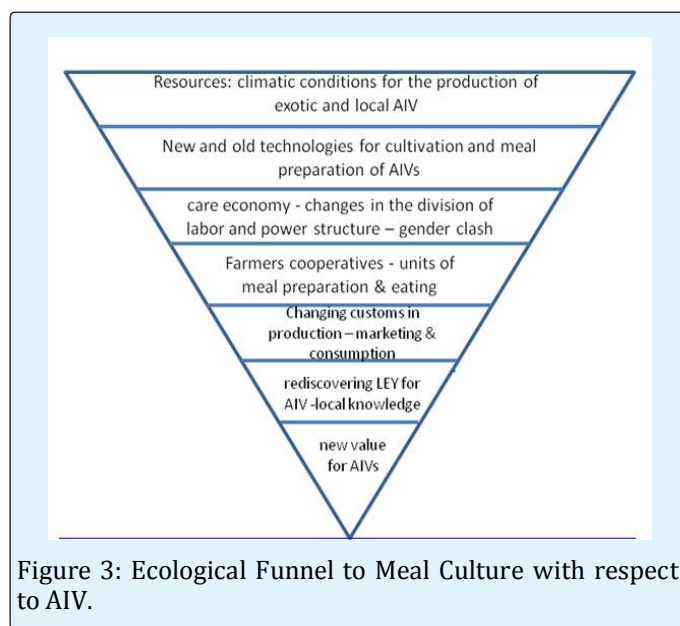 Resources: climatic conditions for the production of
exotic and local AIV
New and old technologies for cultivation and meal
preparation of AIVs
care economy - changes in the division of
labor and power structure – gender clash
Farmers cooperatives - units of
meal preparation & eating
Changing customs in
production – marketing &
consumption
rediscovering LEY for
AIV -local knowledge
new value
for AIVs
Figure 3: Ecological Funnel to Meal Culture with respect
to AIV.